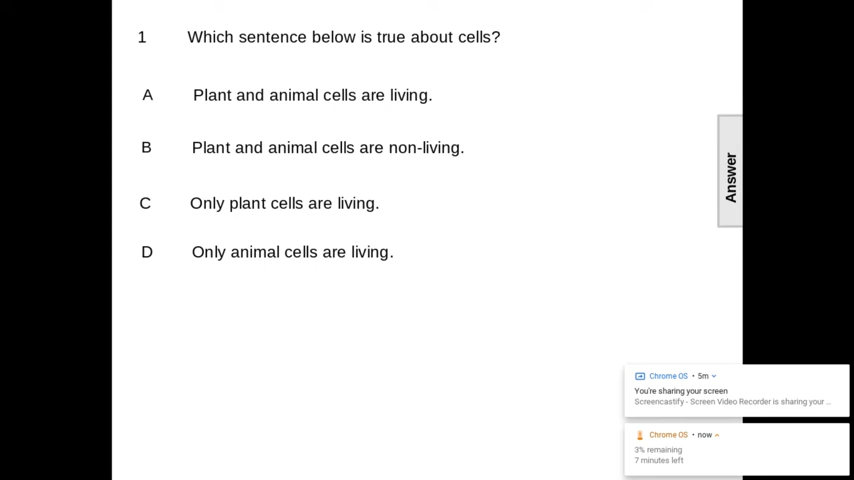 1 Which sentence below is true about cells?
A Plant and animal cells are living.
B Plant and animal cells are non-living.
C Only plant cells are living.
D Only animal cells are living.
Answer
Chrome OS • 5m
You're sharing your screen
Screencastify - Screen Video Recorder is sharing your ...
Chrome OS • now
3% remaining
7 minutes left